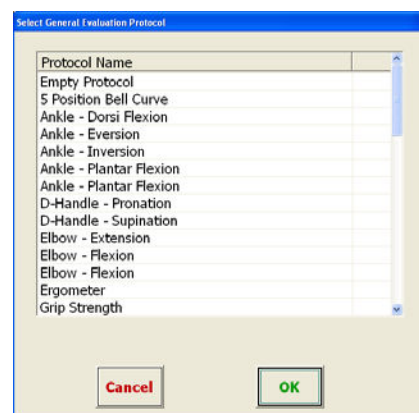 Select General Evaluation Protocol
Protocol Name
Empty Protocol
5 Position Bell Curve
Ankle - Dorsi Flexion
Ankle - Eversion
Ankle - Inversion
Ankle - Plantar Flexion
Ankle - Plantar Flexion
D-Handle - Pronation
D-Handle - Supination
Elbow - Extension
Elbow - Flexion
Elbow - Flexion
Ergometer
Grip Strength
Cancel OK